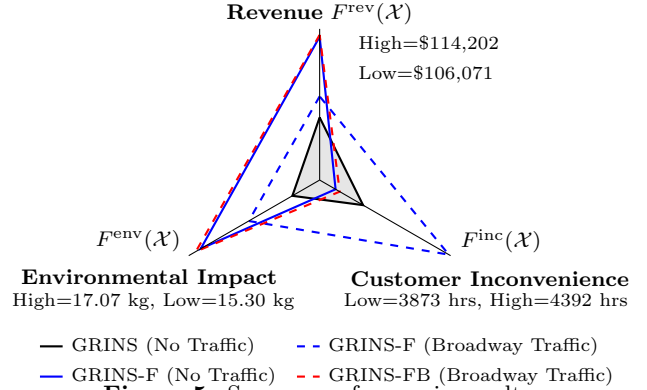 Revenue F^rev(𝒳)
High=$114,202
Low=$106,071
F^env(𝒳)
F^inc(𝒳)
Environmental Impact
High=17.07 kg, Low=15.30 kg
Customer Inconvenience
Low=3873 hrs, High=4392 hrs
GRINS (No Traffic)
GRINS-F (Broadway Traffic)
GRINS-F (No Traffic)
GRINS-FB (Broadway Traffic)